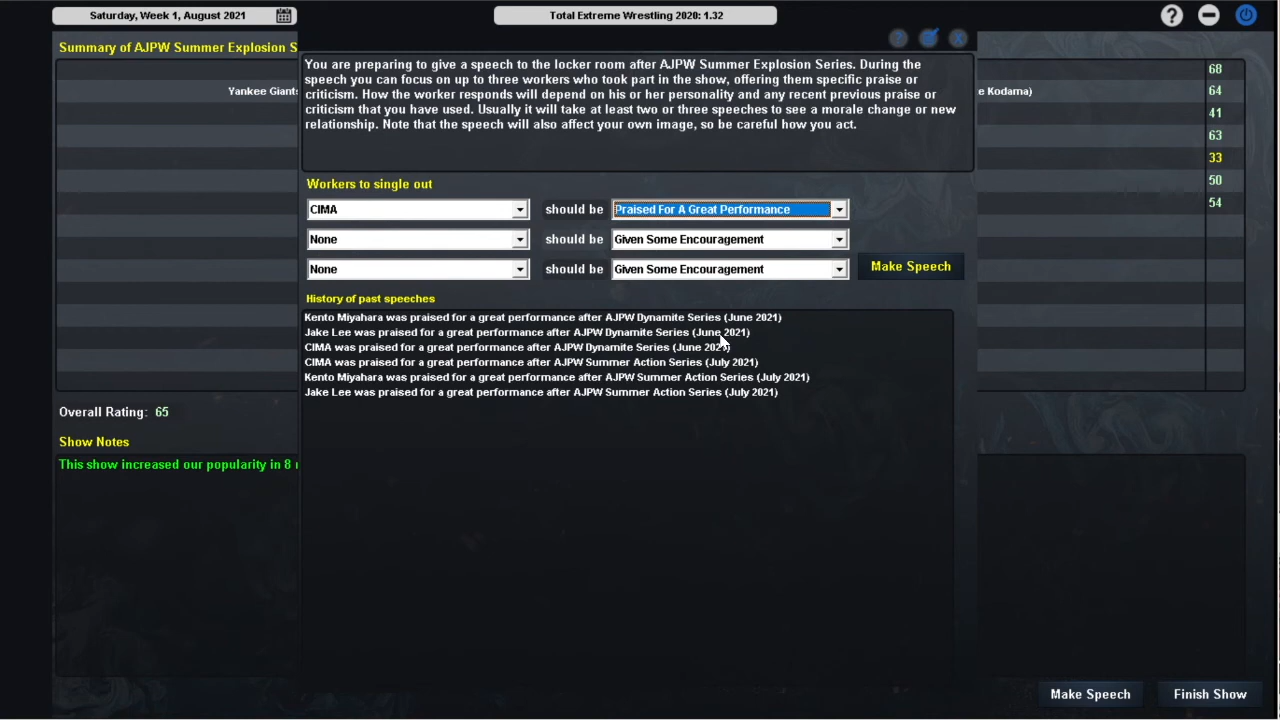 Saturday, Week 1, August 2021
Total Extreme Wrestling 2020: 1.32
Summary of AJPW Summer Explosion S
You are preparing to give a speech to the locker room after AJPW Summer Explosion Series. During the
speech you can focus on up to three workers who took part in the show, offering them specific praise or
criticism. How the worker responds will depend on his or her personality and any recent previous praise or
criticism that you have used. Usually it will take at least two or three speeches to see a morale change or new
relationship. Note that the speech will also affect your own image, so be careful how you act.
68
Yankee Giants
e Kodama)
64
41
63
33
50
54
Workers to single out
CIMA should be Praised For A Great Performance
None should be Given Some Encouragement
None should be Given Some Encouragement
Make Speech
History of past speeches
Kento Miyahara was praised for a great performance after AJPW Dynamite Series (June 2021)
Jake Lee was praised for a great performance after AJPW Dynamite Series (June 2021)
CIMA was praised for a great performance after AJPW Dynamite Series (June 2021)
CIMA was praised for a great performance after AJPW Summer Action Series (July 2021)
Kento Miyahara was praised for a great performance after AJPW Summer Action Series (July 2021)
Jake Lee was praised for a great performance after AJPW Summer Action Series (July 2021)
Overall Rating: 65
Show Notes
This show increased our popularity in 8
Make Speech
Finish Show